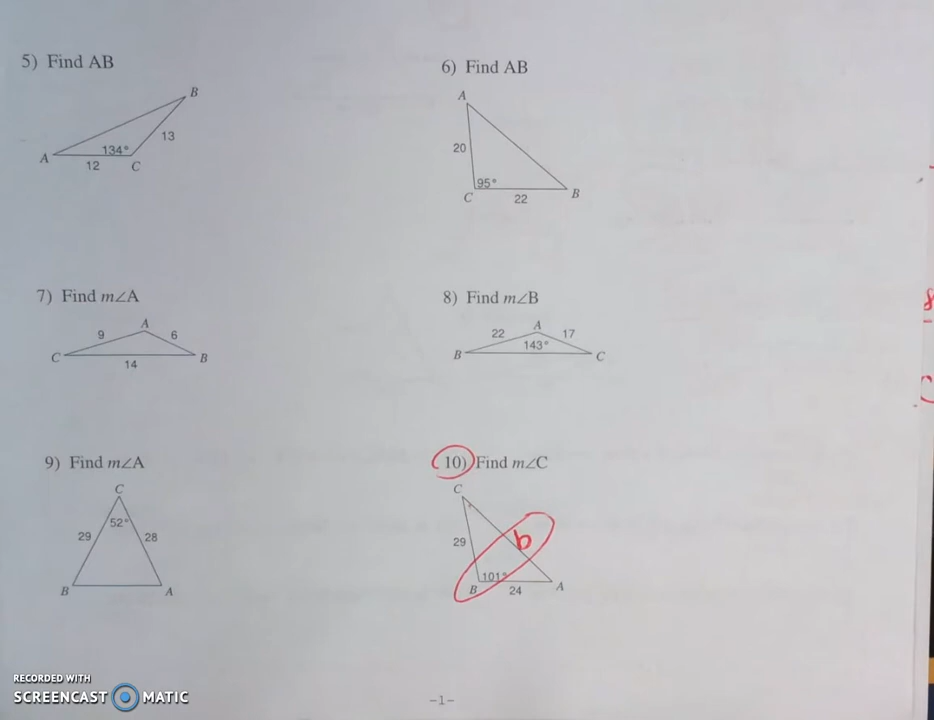 5) Find AB
6) Find AB
B
A
13
134°
A
12
C
20
95°
C
22
B
7) Find m∠A
8) Find m∠B
A
9
6
C
B
14
A
22
17
143°
B
C
9) Find m∠A
10) Find m∠C
C
52°
29
28
B
A
C
29
b
101°
B
24
A
RECORDED WITH
SCREENCAST MATIC
-1-